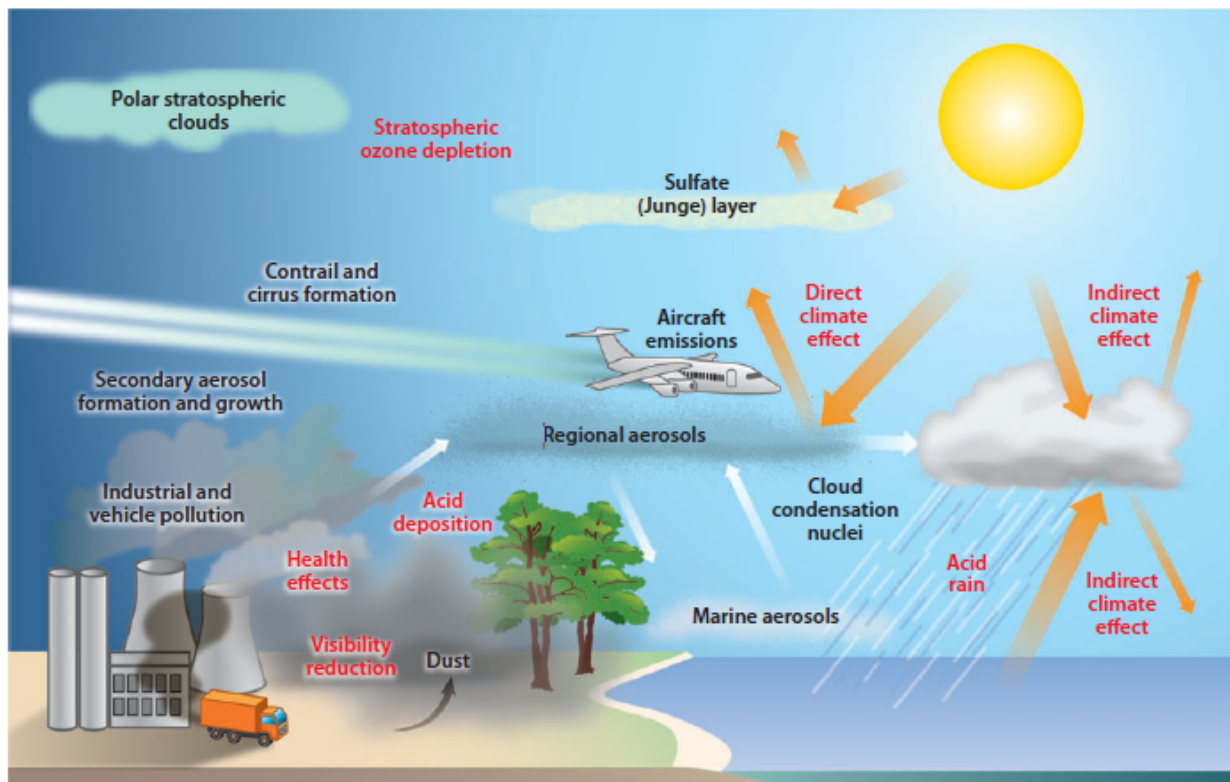 Polar stratospheric
clouds
Stratospheric
ozone depletion
Sulfate
(Junge) layer
Contrail and
cirrus formation
Aircraft
emissions
Direct
climate
effect
Indirect
climate
effect
Secondary aerosol
formation and growth
Regional aerosols
Industrial and
vehicle pollution
Acid
deposition
Cloud
condensation
nuclei
Health
effects
Acid
rain
Indirect
climate
effect
Marine aerosols
Visibility
reduction
Dust